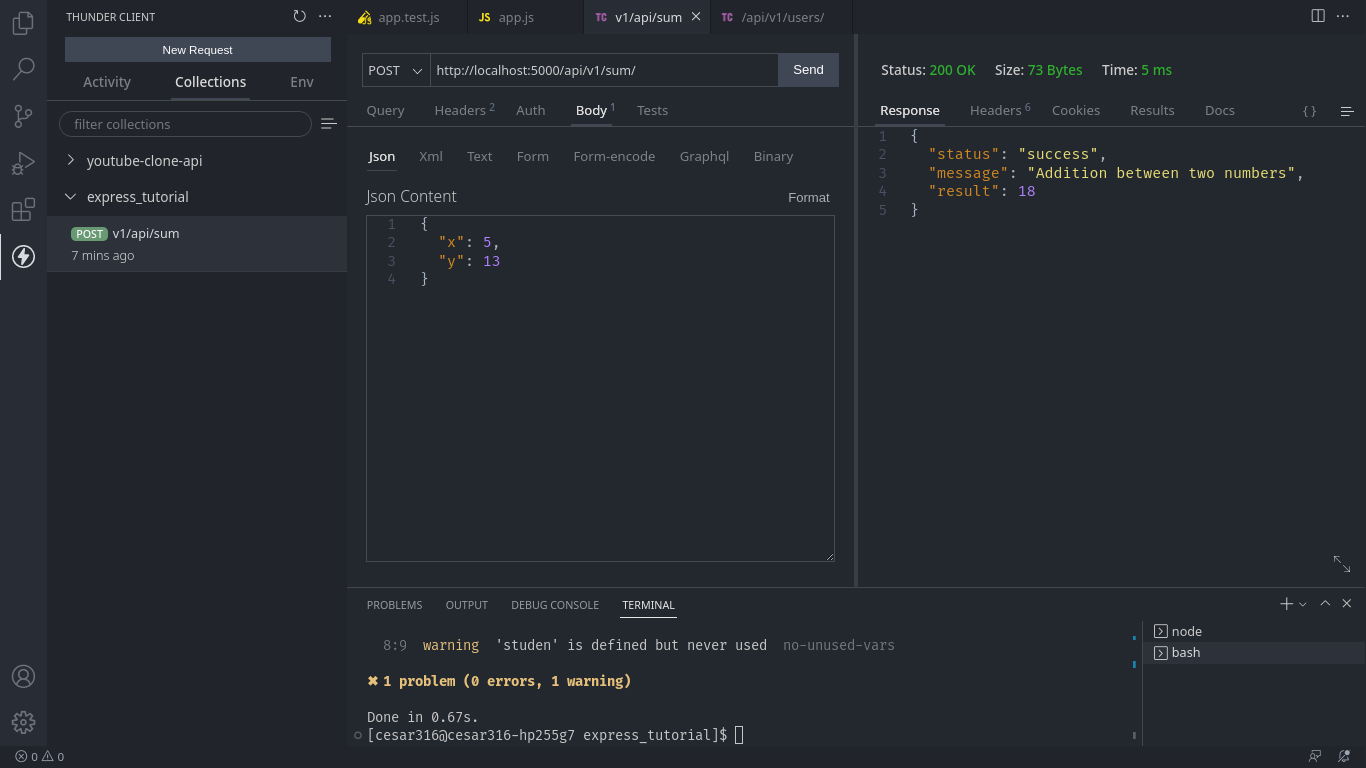 THUNDER CLIENT
New Request
Activity Collections Env
filter collections
youtube-clone-api
express_tutorial
POST v1/api/sum
7 mins ago
app.test.js JS app.js TC v1/api/sum TC /api/v1/users/
POST http://localhost:5000/api/v1/sum/ Send
Query Headers 2 Auth Body 1 Tests
Json Xml Text Form Form-encode Graphql Binary
Json Content Format
1 {
2 "x": 5,
3 "y": 13
4 }
Status: 200 OK Size: 73 Bytes Time: 5 ms
Response Headers 6 Cookies Results Docs {}
1 {
2 "status": "success",
3 "message": "Addition between two numbers",
4 "result": 18
5 }
PROBLEMS OUTPUT DEBUG CONSOLE TERMINAL
8:9 warning 'studen' is defined but never used no-unused-vars
✖ 1 problem (0 errors, 1 warning)
Done in 0.67s.
[cesar316@cesar316-hp255g7 express_tutorial]$
node
bash
0 0